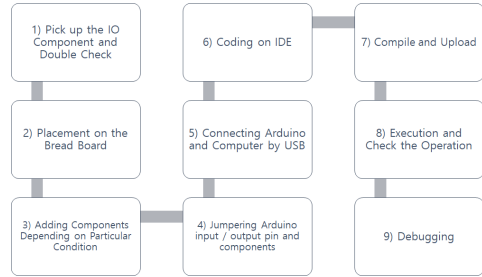 1) Pick up the IO
Component and
Double Check
2) Placement on the
Bread Board
3) Adding Components
Depending on Particular
Condition
4) Jumpering Arduino
input / output pin and
components
5) Connecting Arduino
and Computer by USB
6) Coding on IDE
7) Compile and Upload
8) Execution and
Check the Operation
9) Debugging